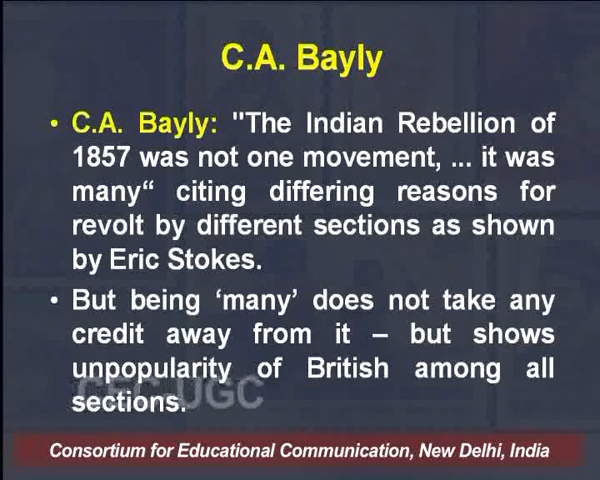 C.A. Bayly
• C.A. Bayly: "The Indian Rebellion of
1857 was not one movement, ... it was
many“ citing differing reasons for
revolt by different sections as shown
by Eric Stokes.
• But being ‘many’ does not take any
credit away from it – but shows
unpopularity of British among all
sections.
CEC UGC
Consortium for Educational Communication, New Delhi, India